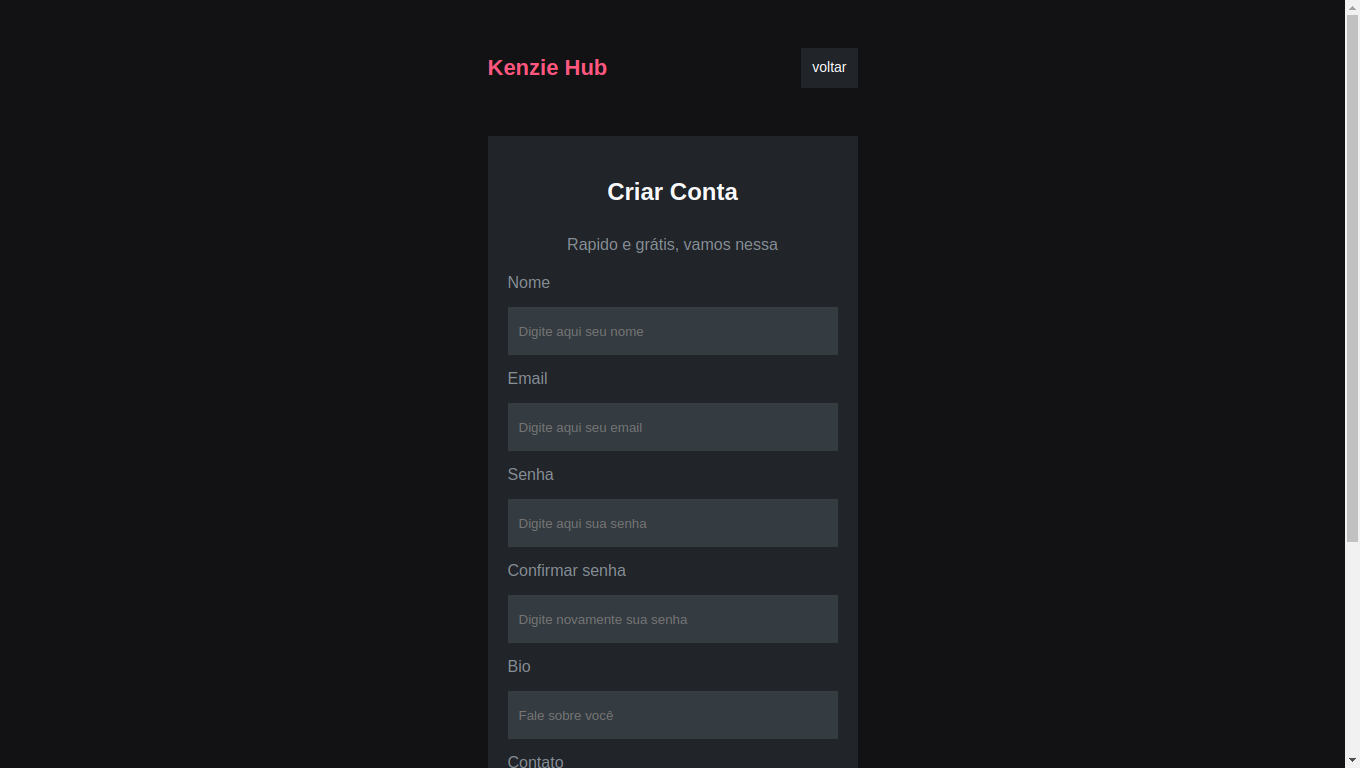 Kenzie Hub
voltar
Criar Conta
Rapido e grátis, vamos nessa
Nome
Digite aqui seu nome
Email
Digite aqui seu email
Senha
Digite aqui sua senha
Confirmar senha
Digite novamente sua senha
Bio
Fale sobre você
Contato